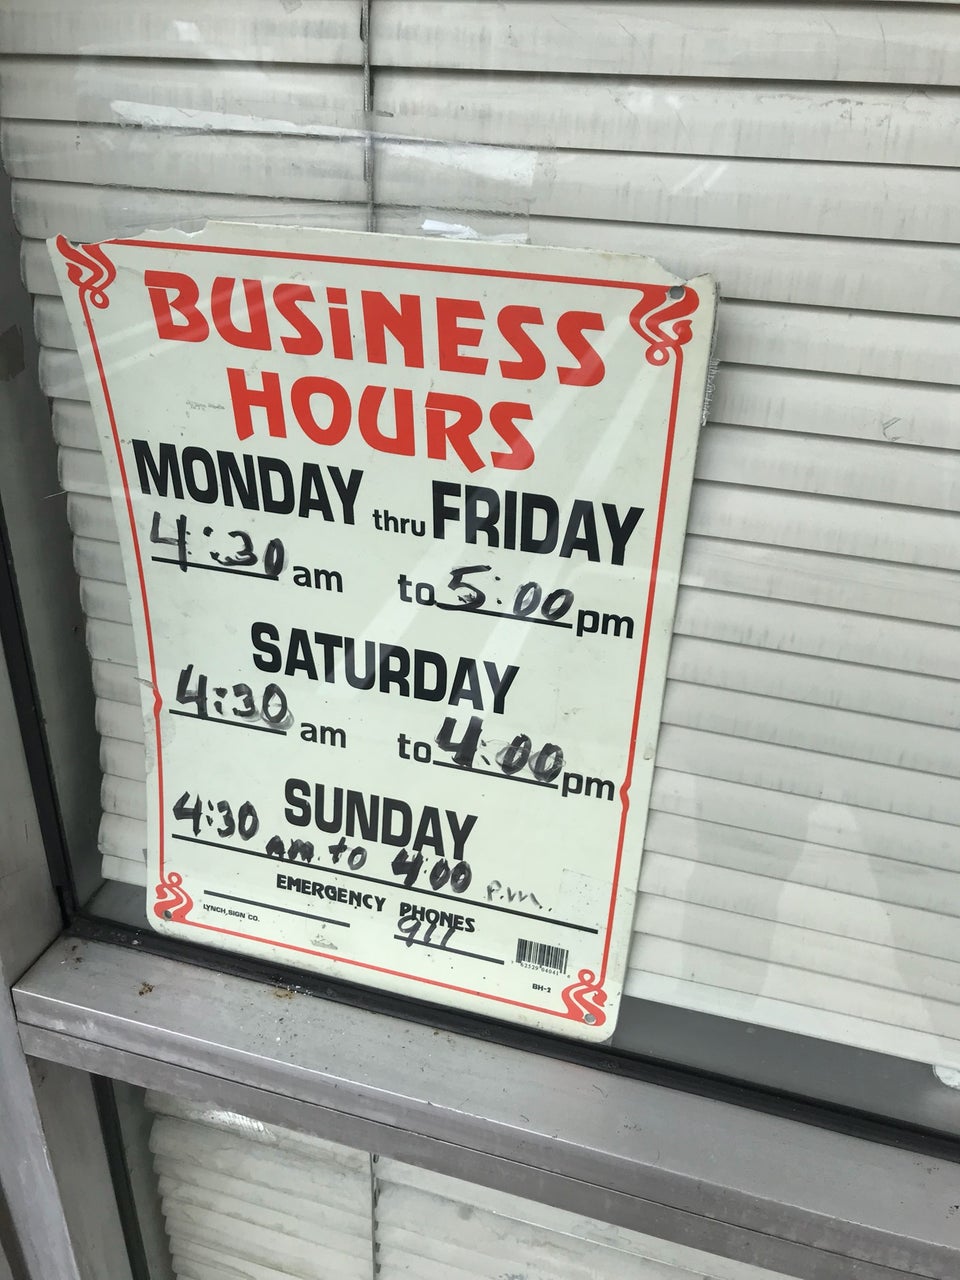 BUSiNESS
HOURS
MONDAY thru FRIDAY
4:30 am to 5:00 pm
SATURDAY
4:30 am to 4:00 pm
SUNDAY
4:30 am to 4:00 p.m.
EMERGENCY PHONES
911
LYNCH SIGN CO.
BH-2